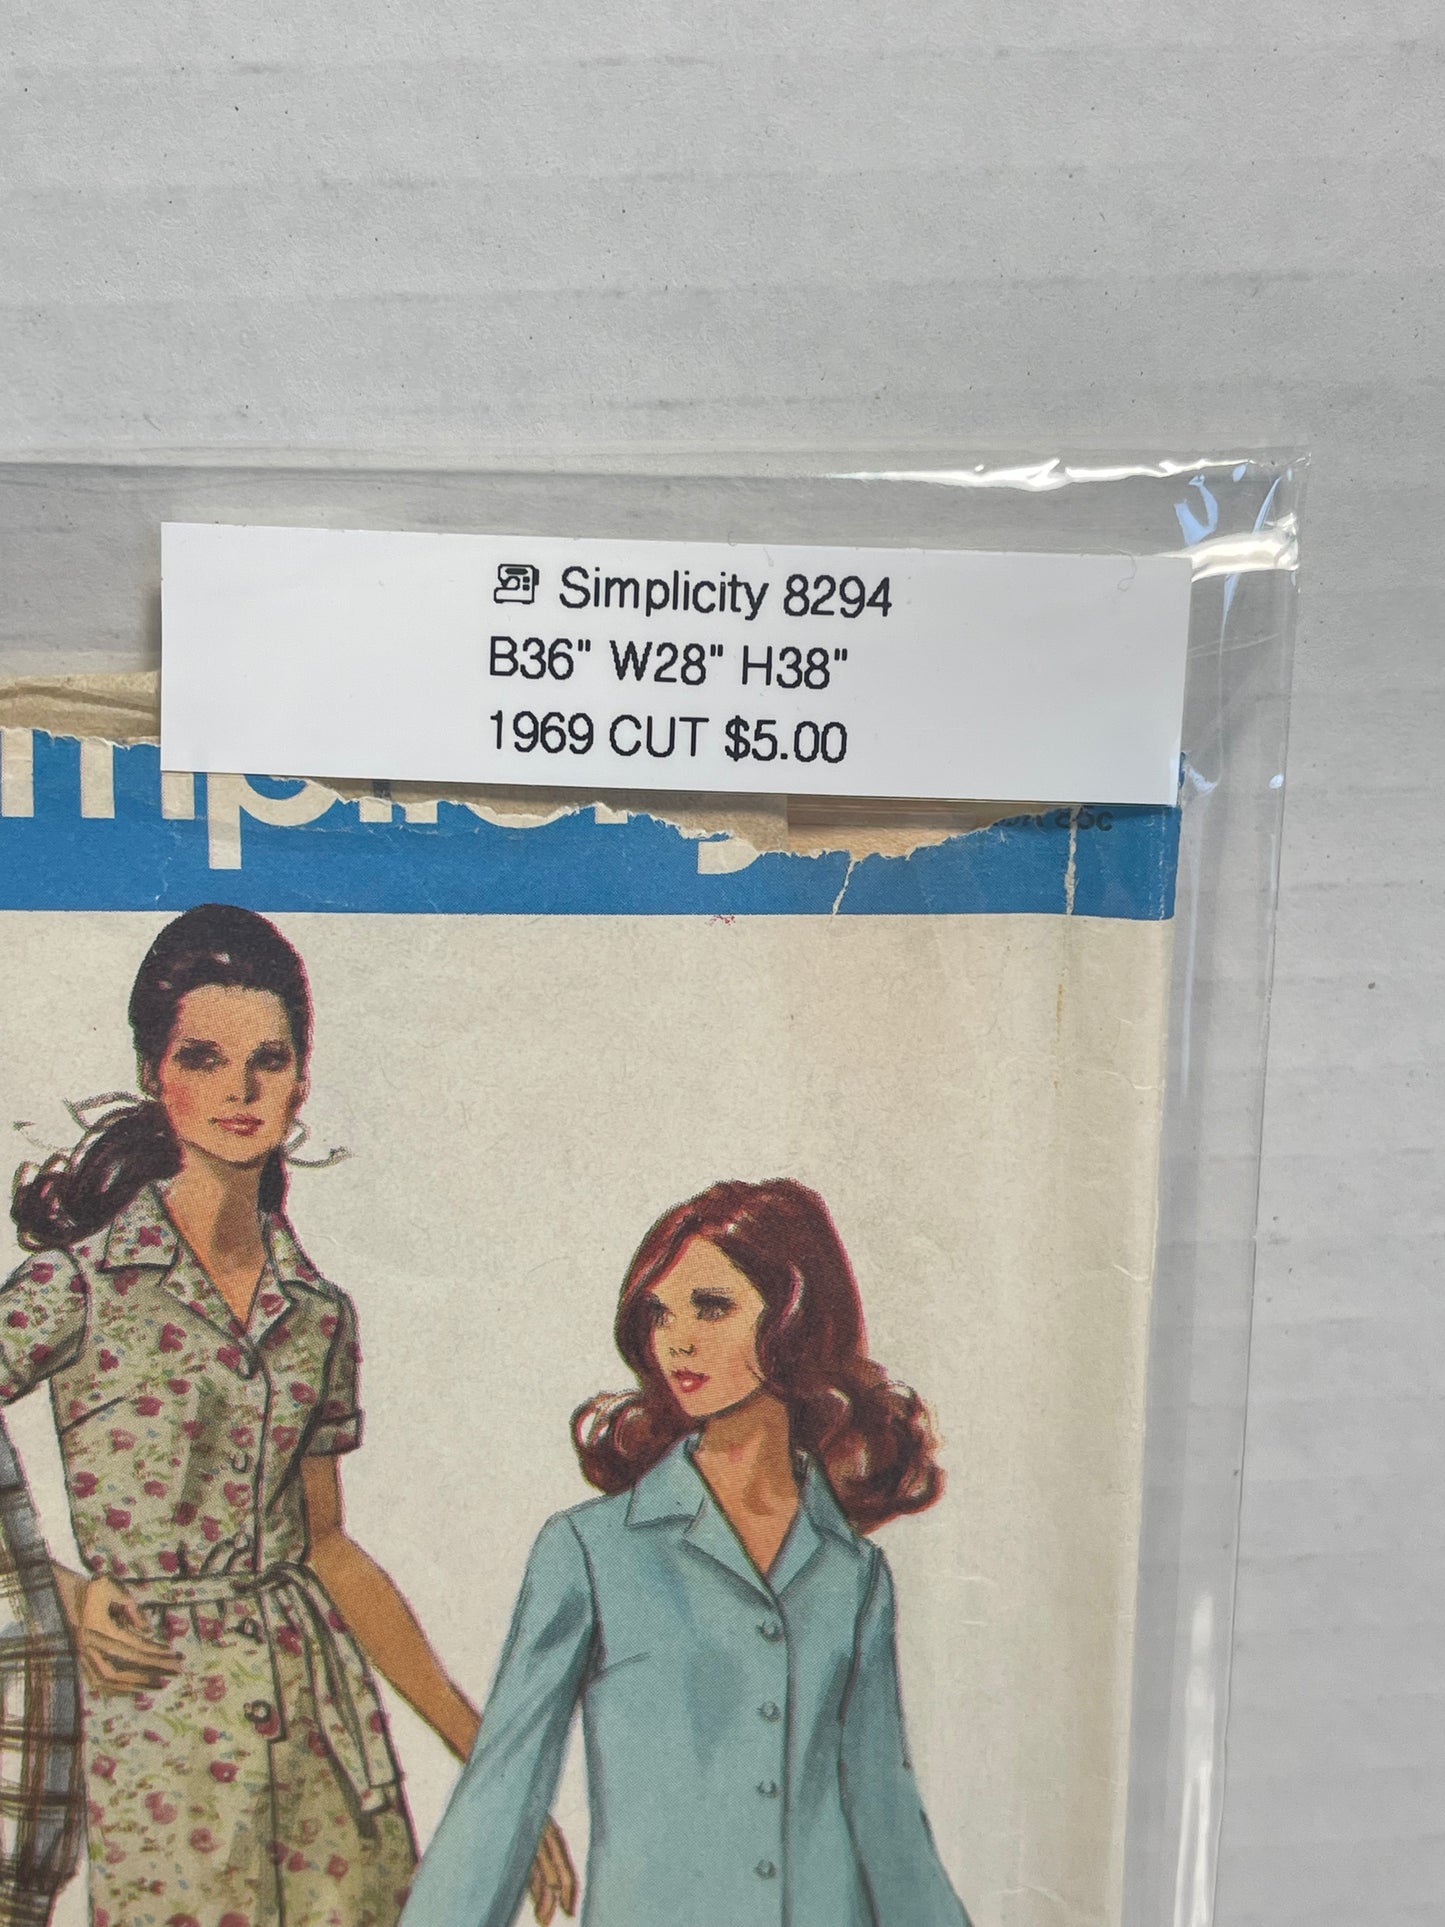 Simplicity 8294
B36" W28" H38"
1969 CUT $5.00